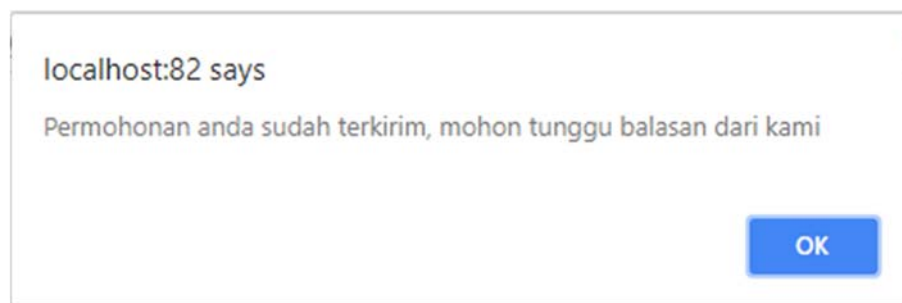 localhost:82 says
Permohonan anda sudah terkirim, mohon tunggu balasan dari kami
OK